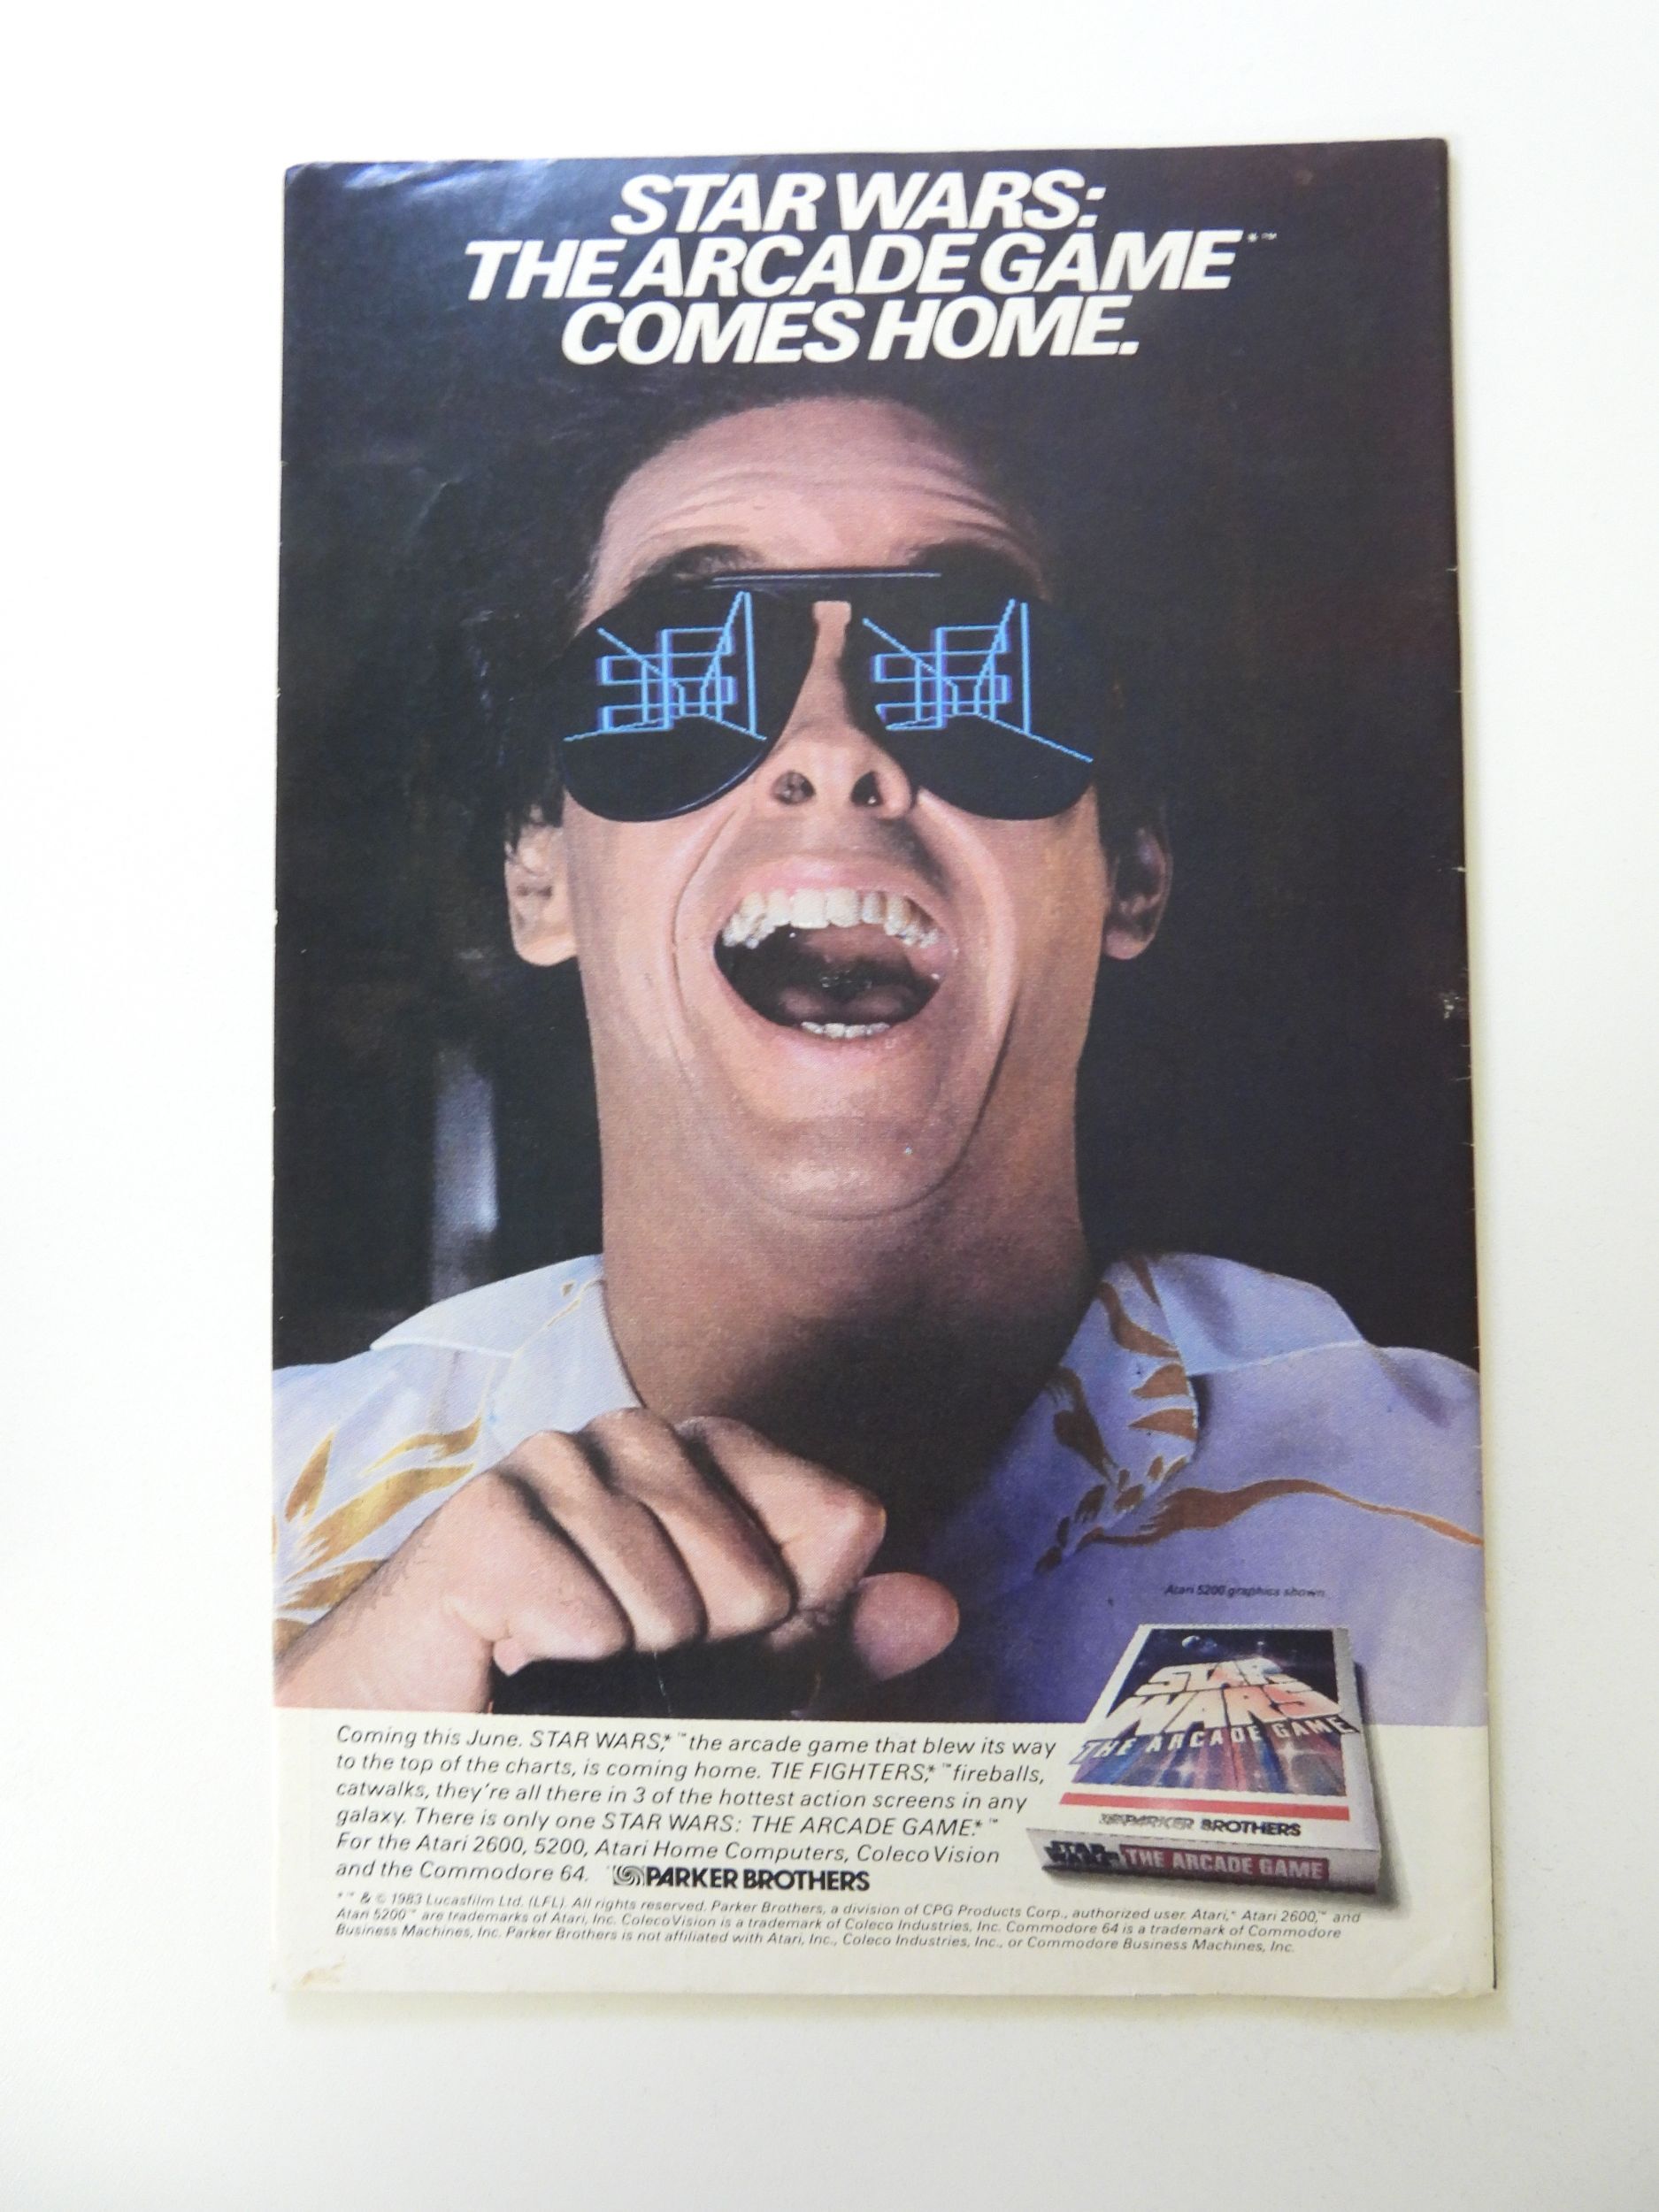 STAR WARS:
THE ARCADE GAME*™
COMES HOME.
Atari 5200 graphics shown.
STAR
WARS
THE ARCADE GAME
PARKER BROTHERS
STAR
WARS THE ARCADE GAME
Coming this June. STAR WARS,*™ the arcade game that blew its way
to the top of the charts, is coming home. TIE FIGHTERS,*™ fireballs,
catwalks, they're all there in 3 of the hottest action screens in any
galaxy. There is only one STAR WARS: THE ARCADE GAME.*™
For the Atari 2600, 5200, Atari Home Computers, ColecoVision
and the Commodore 64. PARKER BROTHERS
*™ & © 1983 Lucasfilm Ltd. (LFL). All rights reserved. Parker Brothers, a division of CPG Products Corp., authorized user. Atari,® Atari 2600,™ and
Atari 5200™ are trademarks of Atari, Inc. ColecoVision is a trademark of Coleco Industries, Inc. Commodore 64 is a trademark of Commodore
Business Machines, Inc. Parker Brothers is not affiliated with Atari, Inc., Coleco Industries, Inc., or Commodore Business Machines, Inc.